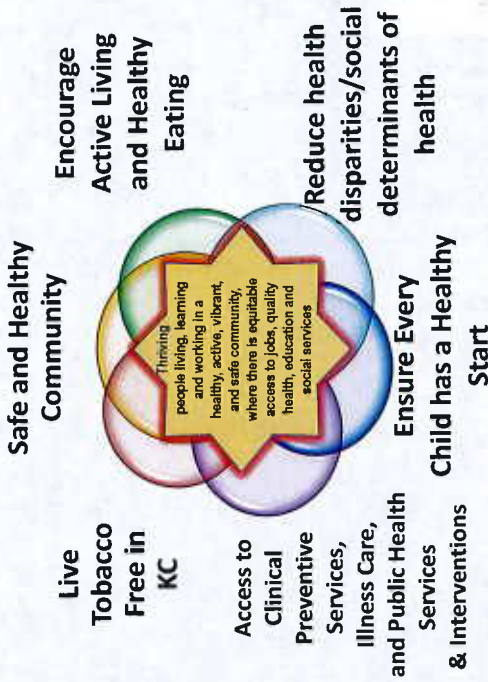 Safe and Healthy
Community
Encourage
Active Living
and Healthy
Eating
/Reduce health
disparities/social
determinants of
health
Ensure Every
Child has a Healthy
Start
Access to
Clinical
Preventive
Services,
Illness Care,
and Public Health
Services
& Interventions
Live
Tobacco
Free in
KC
Thriving
people living, learning
and working in a
healthy, active, vibrant,
and safe community,
where there is equitable
access to jobs, quality
health, education and
social services